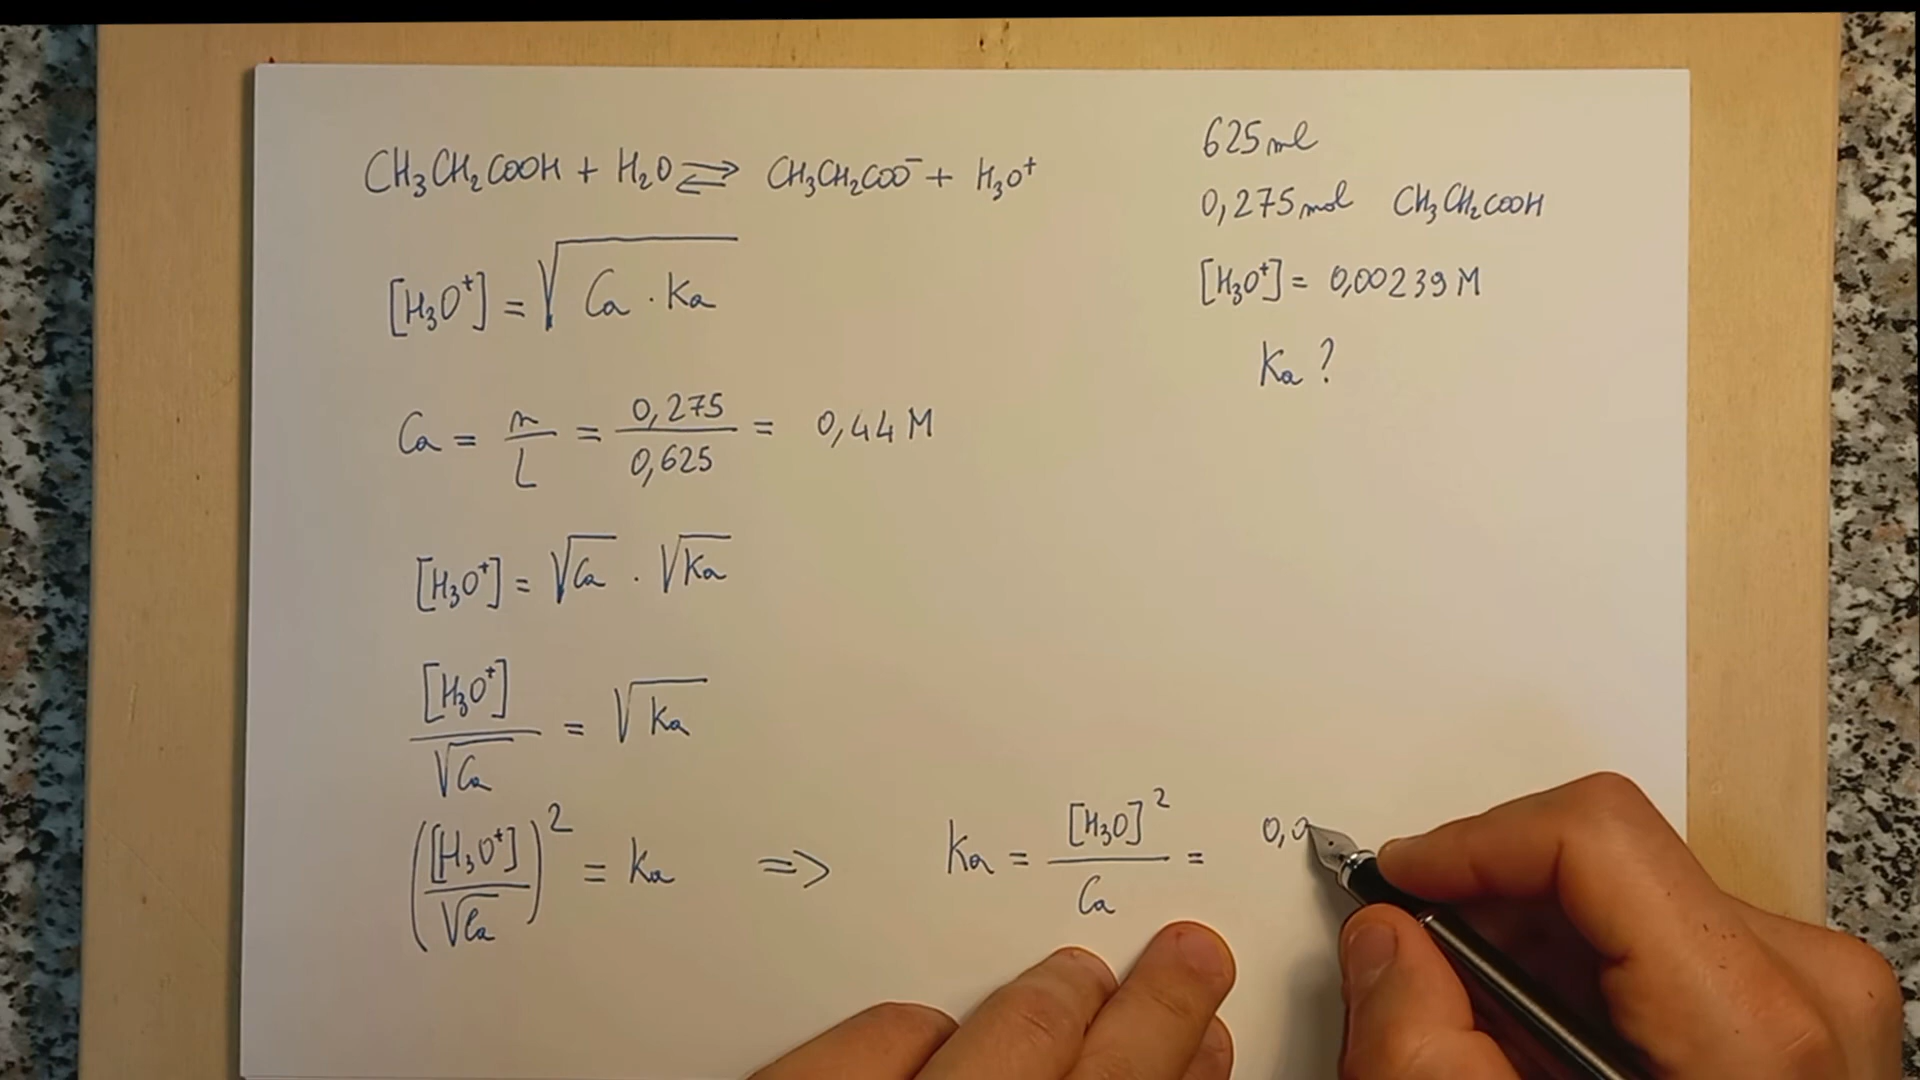 CH₃CH₂COOH + H₂O ⇌ CH₃CH₂COO⁻ + H₃O⁺
[H₃O⁺] = √(Ca · Ka)
Ca = n/L = 0,275/0,625 = 0,44 M
[H₃O⁺] = √Ca · √Ka
[H₃O⁺]/√Ca = √Ka
([H₃O⁺]/√Ca)² = Ka => Ka = [H₃O]²/Ca = 0,0
625 ml
0,275 mol CH₃CH₂COOH
[H₃O⁺] = 0,00239 M
Ka ?